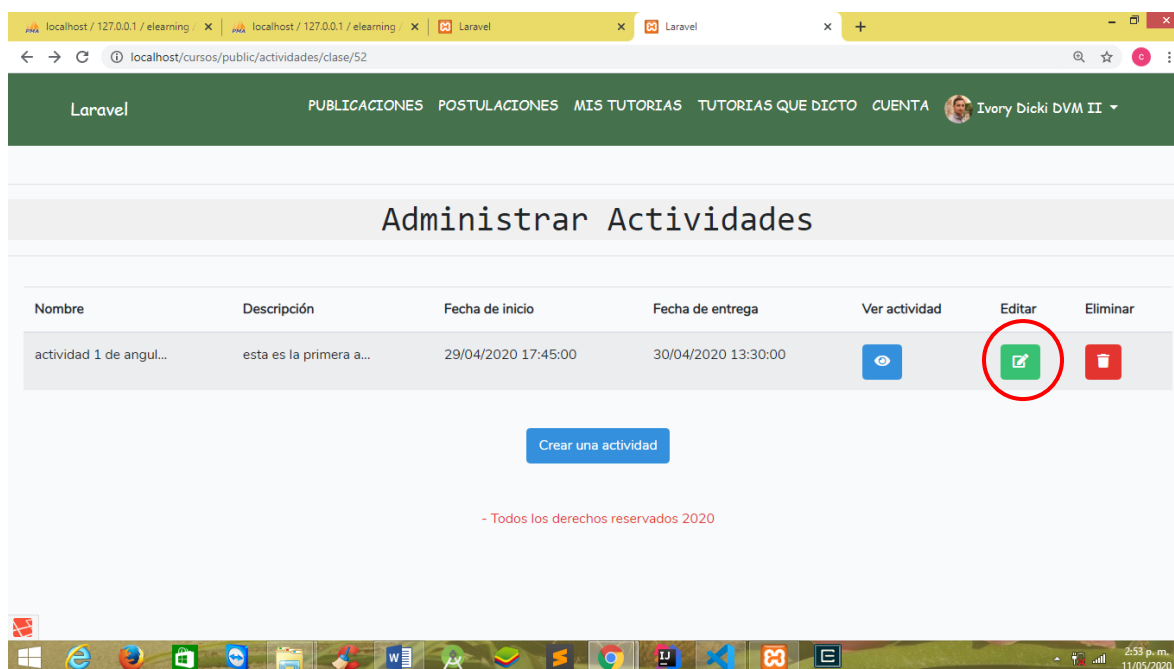 localhost / 127.0.0.1 / elearning /
localhost / 127.0.0.1 / elearning /
Laravel
Laravel
localhost/cursos/public/actividades/clase/52
C
Laravel
PUBLICACIONES POSTULACIONES MIS TUTORIAS TUTORIAS QUE DICTO CUENTA Ivory Dicki DVM II
Administrar Actividades
Nombre Descripción Fecha de inicio Fecha de entrega Ver actividad Editar Eliminar
actividad 1 de angul... esta es la primera a... 29/04/2020 17:45:00 30/04/2020 13:30:00
Crear una actividad
- Todos los derechos reservados 2020
2:53 p. m.
11/05/2020